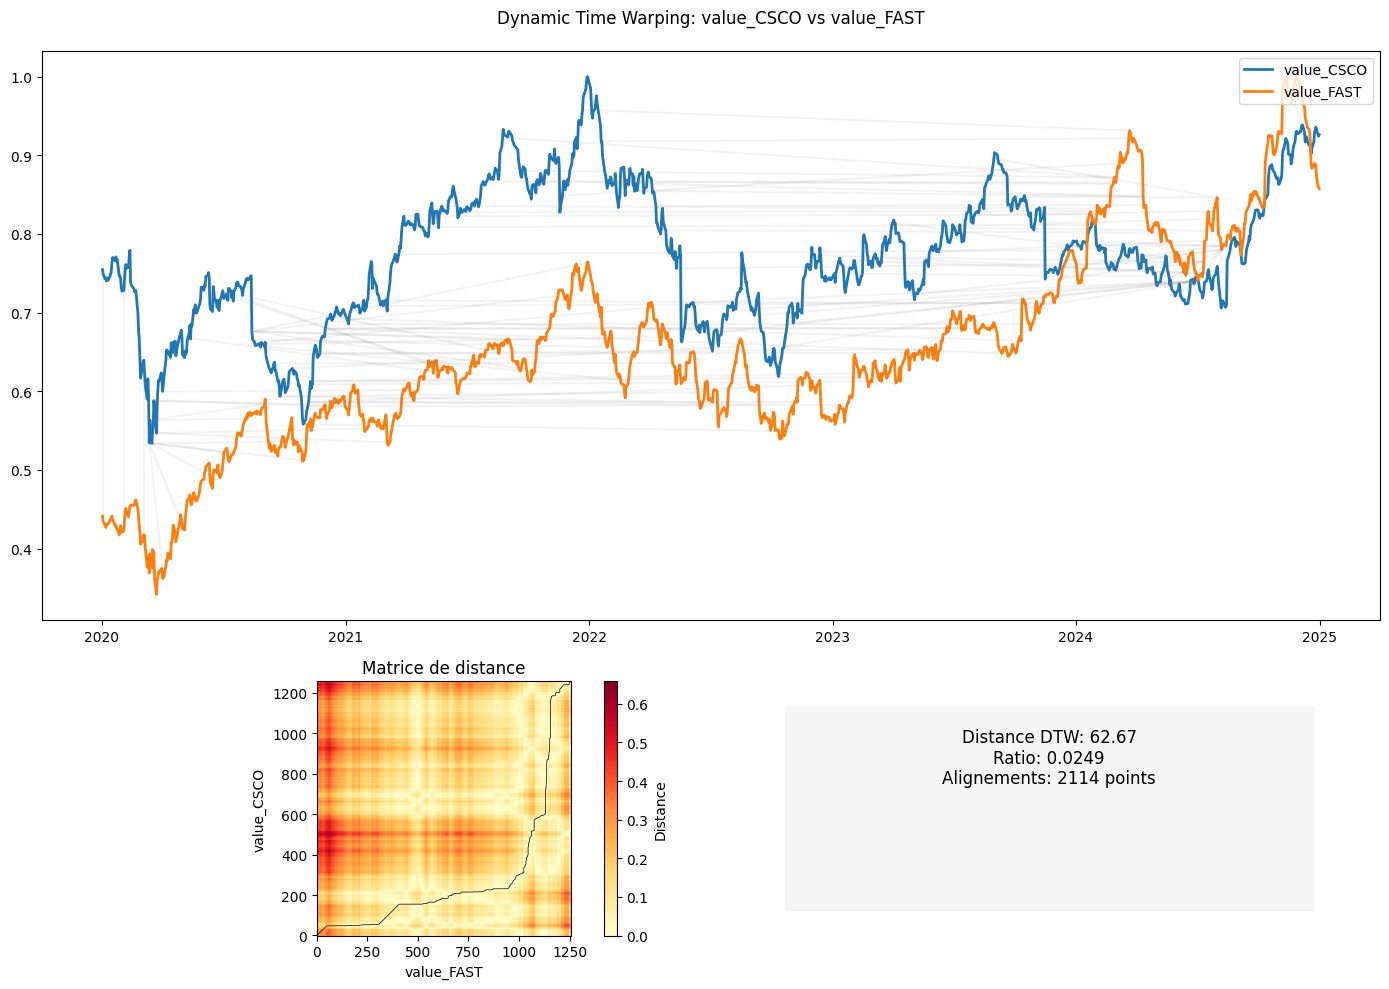 Dynamic Time Warping: value_CSCO vs value_FAST
1.0
0.9
0.8
0.7
0.6
0.5
0.4
value_CSCO
value_FAST
2020 2021 2022 2023 2024 2025
Matrice de distance
value_CSCO
1200
1000
800
600
400
200
0
0 250 500 750 1000 1250
value_FAST
0.6
0.5
0.4
0.3
0.2
0.1
0.0
Distance
Distance DTW: 62.67
Ratio: 0.0249
Alignements: 2114 points